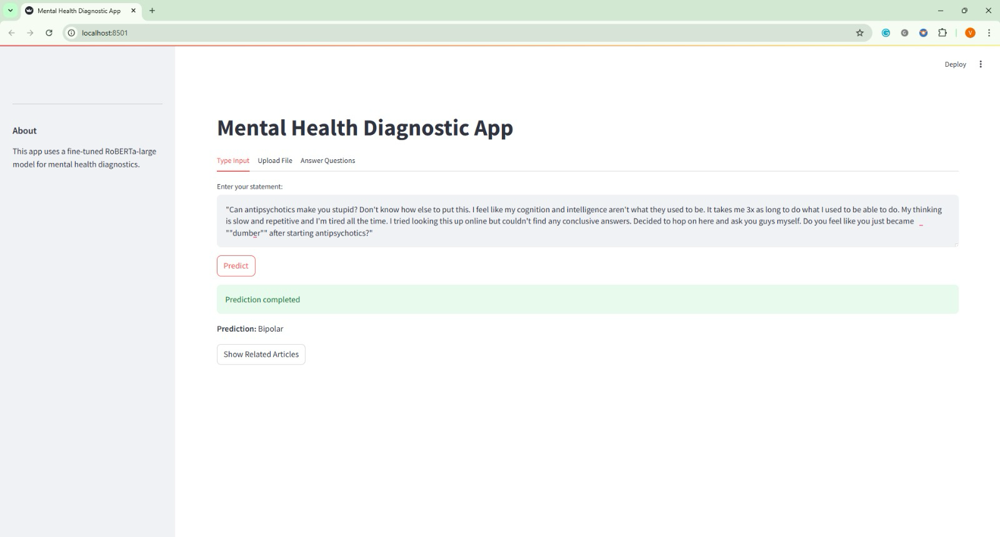 Mental Health Diagnostic App
localhost:8501
G
V
Deploy
About
This app uses a fine-tuned RoBERTa-large
model for mental health diagnostics.
Mental Health Diagnostic App
Type Input Upload File Answer Questions
Enter your statement:
"Can antipsychotics make you stupid? Don't know how else to put this. I feel like my cognition and intelligence aren't what they used to be. It takes me 3x as long to do what I used to be able to do. My thinking
is slow and repetitive and I'm tired all the time. I tried looking this up online but couldn't find any conclusive answers. Decided to hop on here and ask you guys myself. Do you feel like you just became
""dumber"" after starting antipsychotics?"
Predict
Prediction completed
Prediction: Bipolar
Show Related Articles